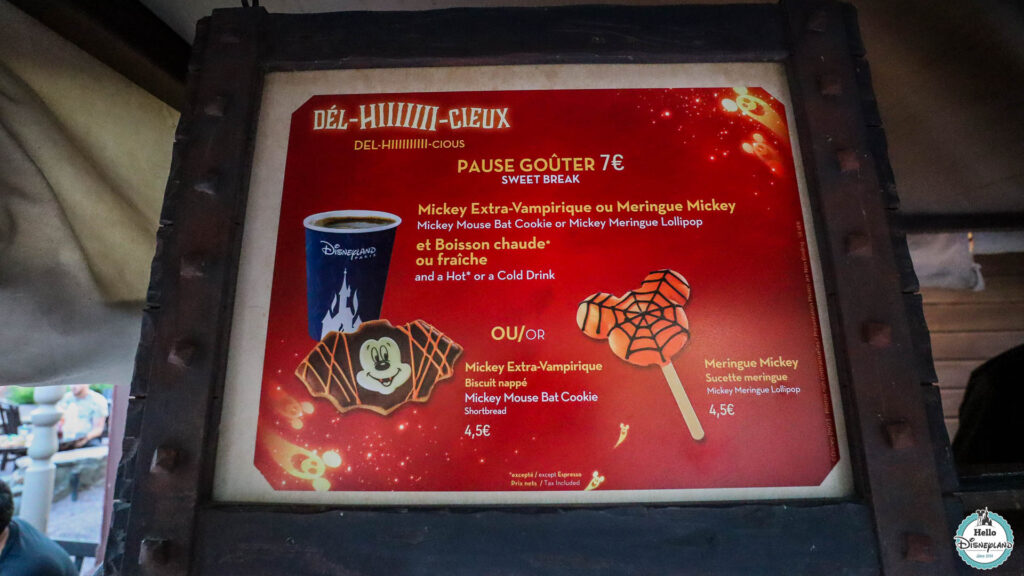 DÉL-HIIIIIII-CIEUX
DEL-HIIIIIIIII-CIOUS
PAUSE GOÛTER 7€
SWEET BREAK
Mickey Extra-Vampirique ou Meringue Mickey
Mickey Mouse Bat Cookie or Mickey Meringue Lollipop
et Boisson chaude*
ou fraîche
and a Hot* or a Cold Drink
Disneyland
PARIS
OU/OR
Mickey Extra-Vampirique
Biscuit nappé
Mickey Mouse Bat Cookie
Shortbread
4,5€
Meringue Mickey
Sucette meringue
Mickey Meringue Lollipop
4,5€
*excepté / except Espresso
Prix nets / Tax Included
Hello
Disneyland